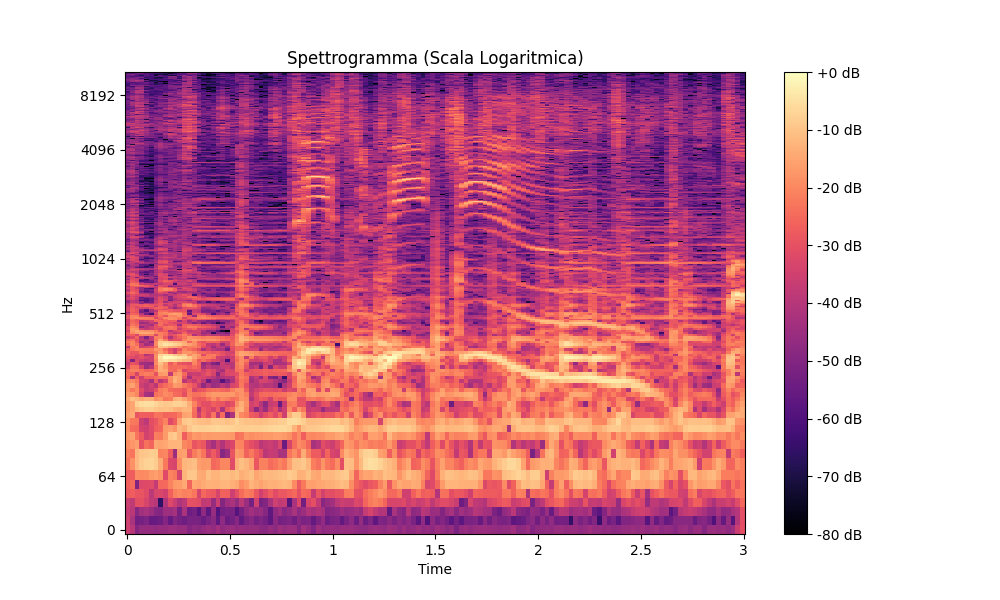 Spettrogramma (Scala Logaritmica)
8192
4096
2048
1024
512
256
128
64
0
Hz
0
0.5
1
1.5
2
2.5
3
Time
+0 dB
-10 dB
-20 dB
-30 dB
-40 dB
-50 dB
-60 dB
-70 dB
-80 dB